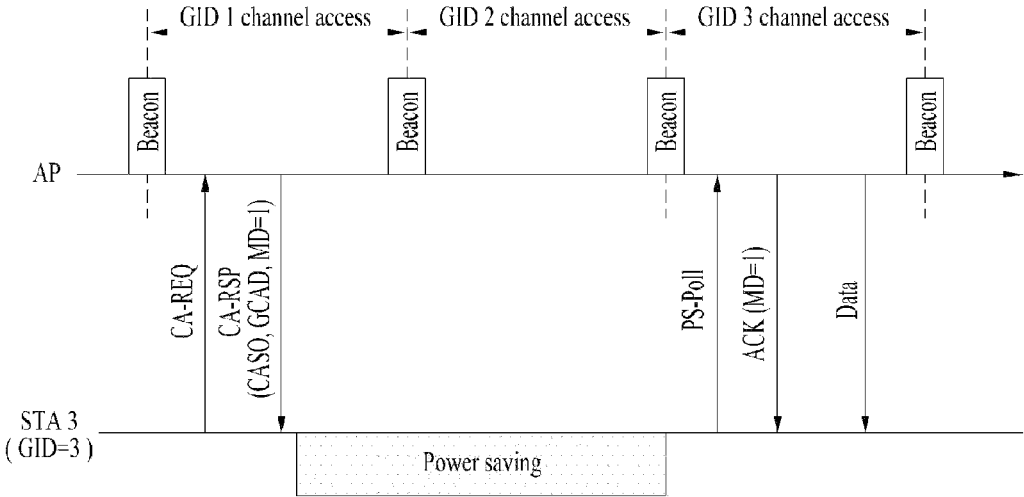 GID 1 channel access
GID 2 channel access
GID 3 channel access
Beacon
Beacon
Beacon
Beacon
AP
CA-REQ
CA-RSP
(CASO, GCAD, MD=1)
PS-Poll
ACK (MD=1)
Data
STA 3
( GID=3 )
Power saving